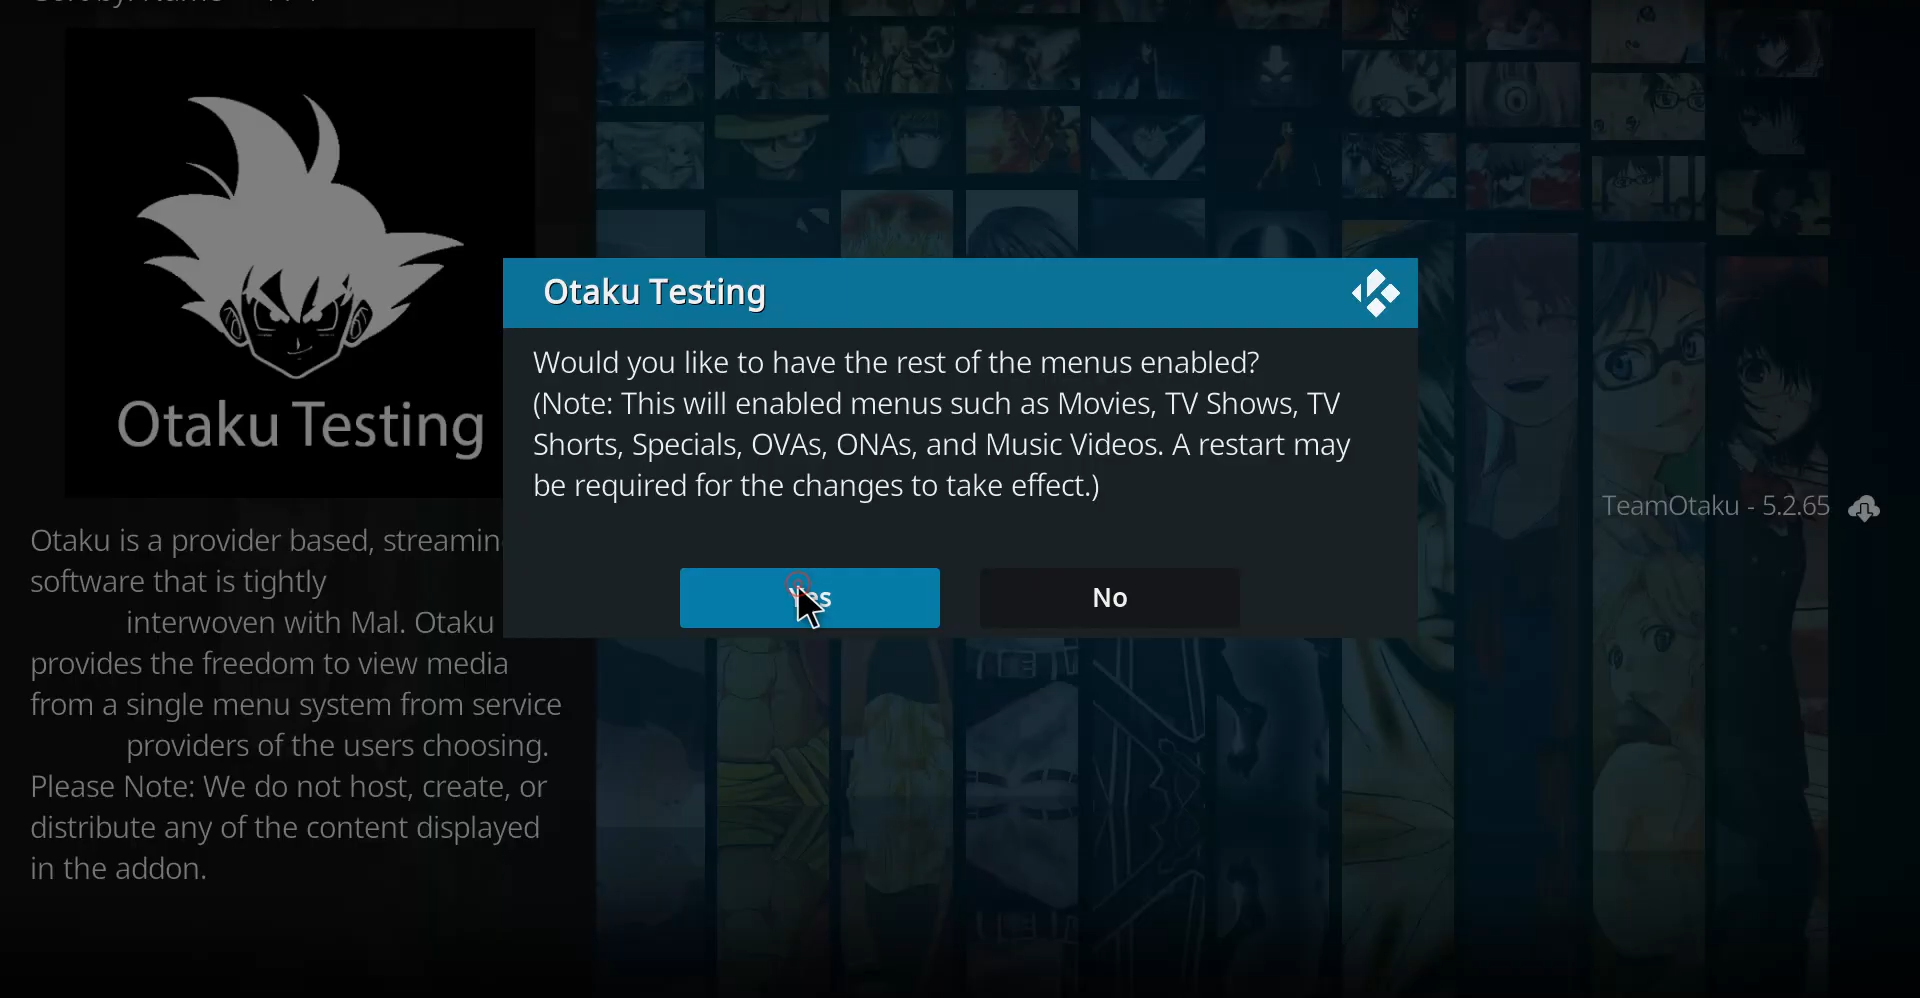 Otaku Testing
Otaku Testing
Would you like to have the rest of the menus enabled?
(Note: This will enabled menus such as Movies, TV Shows, TV
Shorts, Specials, OVAs, ONAs, and Music Videos. A restart may
be required for the changes to take effect.)
Yes
No
TeamOtaku - 5.2.65
Otaku is a provider based,
software that is tightly
interwoven with Mal. Otaku
provides the freedom to view media
from a single menu system from service
providers of the users choosing.
Please Note: We do not host, create, or
distribute any of the content displayed
in the addon.